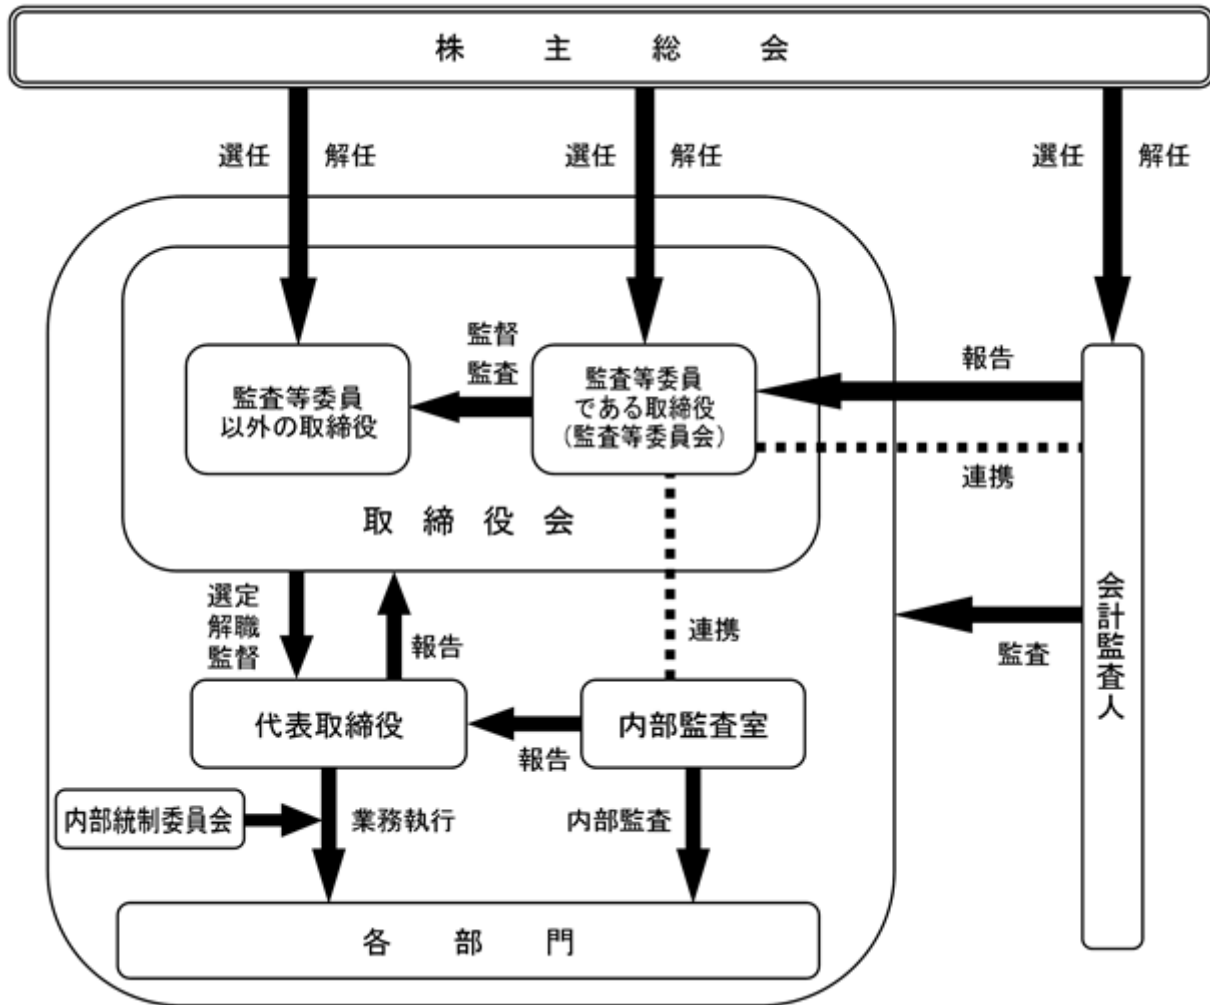 株主総会
選任
解任
選任
解任
選任
解任
監督
監査
報告
監査等委員
以外の取締役
監査等委員
である取締役
（監査等委員会）
連携
取締役会
選定
解職
監督
報告
連携
監査
会計監査人
代表取締役
報告
内部監査室
内部統制委員会
業務執行
内部監査
各部門